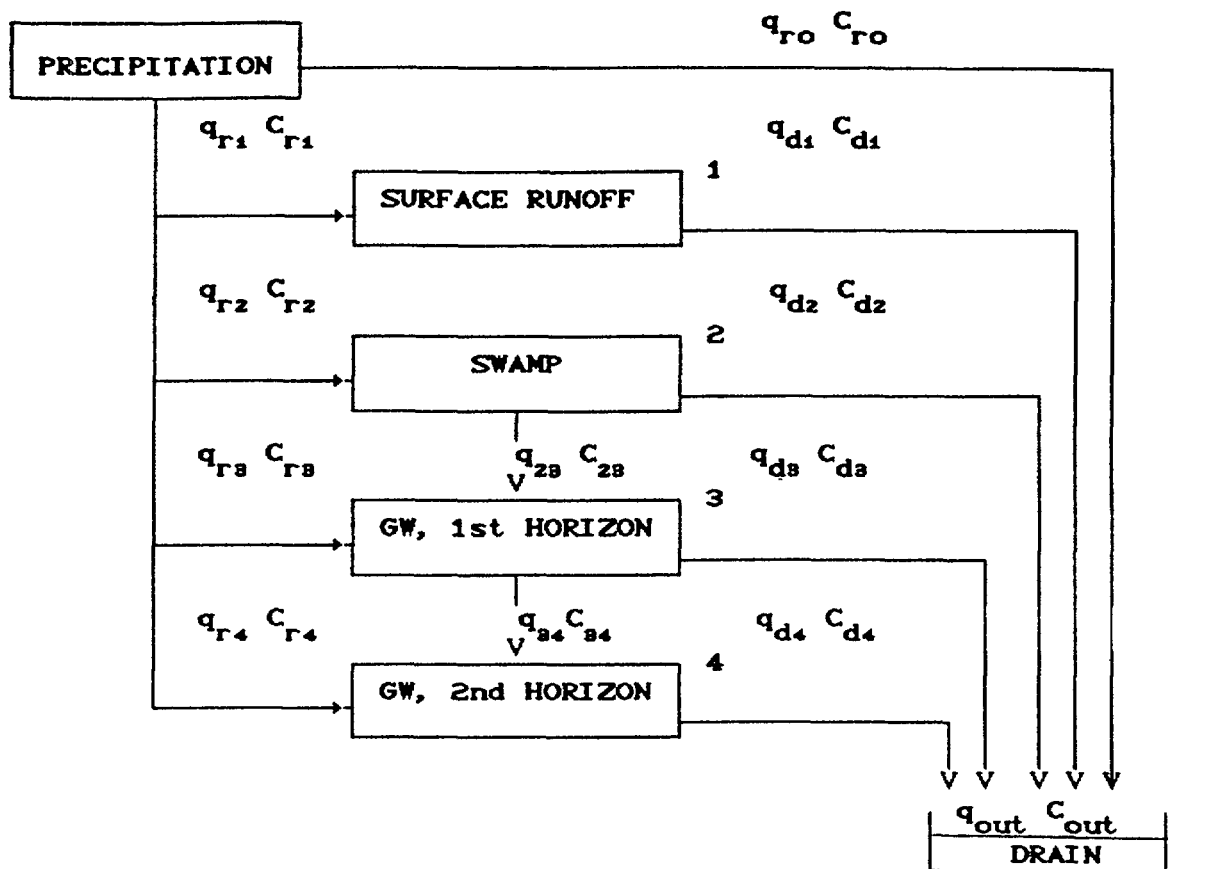 q_ro C_ro
PRECIPITATION
q_r1 C_r1
q_d1 C_d1
1
SURFACE RUNOFF
q_r2 C_r2
q_d2 C_d2
2
SWAMP
q_r3 C_r3
q_23 C_23
q_d3 C_d3
3
GW, 1st HORIZON
q_r4 C_r4
q_34 C_34
q_d4 C_d4
4
GW, 2nd HORIZON
q_out C_out
DRAIN